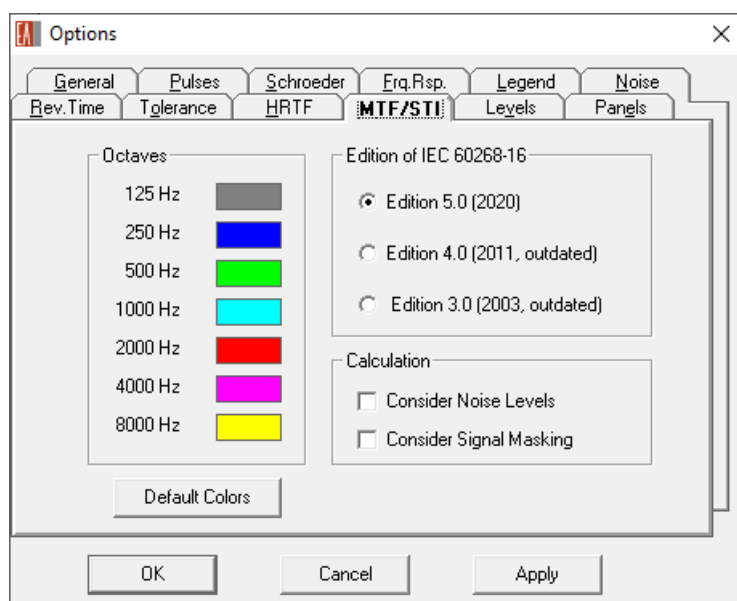 EA Options
General Pulses Schroeder Frq.Rsp. Legend Noise
Rev.Time Tolerance HRTF MTF/STI Levels Panels
Octaves
125 Hz
250 Hz
500 Hz
1000 Hz
2000 Hz
4000 Hz
8000 Hz
Default Colors
Edition of IEC 60268-16
Edition 5.0 (2020)
Edition 4.0 (2011, outdated)
Edition 3.0 (2003, outdated)
Calculation
Consider Noise Levels
Consider Signal Masking
OK Cancel Apply